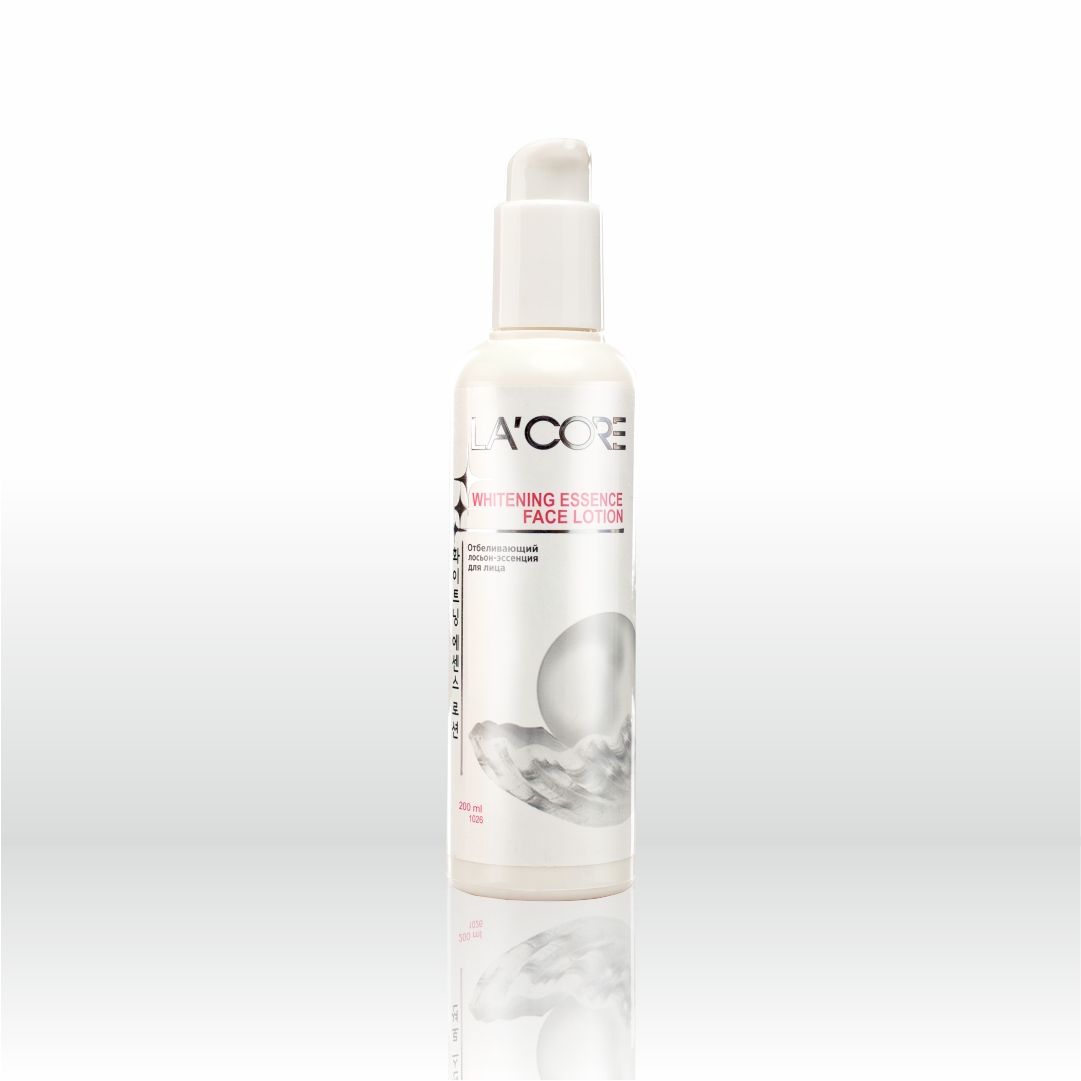 LA'CORE
WHITENING ESSENCE
FACE LOTION
Отбеливающий
лосьон-эссенция
для лица
화이트닝 에센스 로션
200 ml
1026